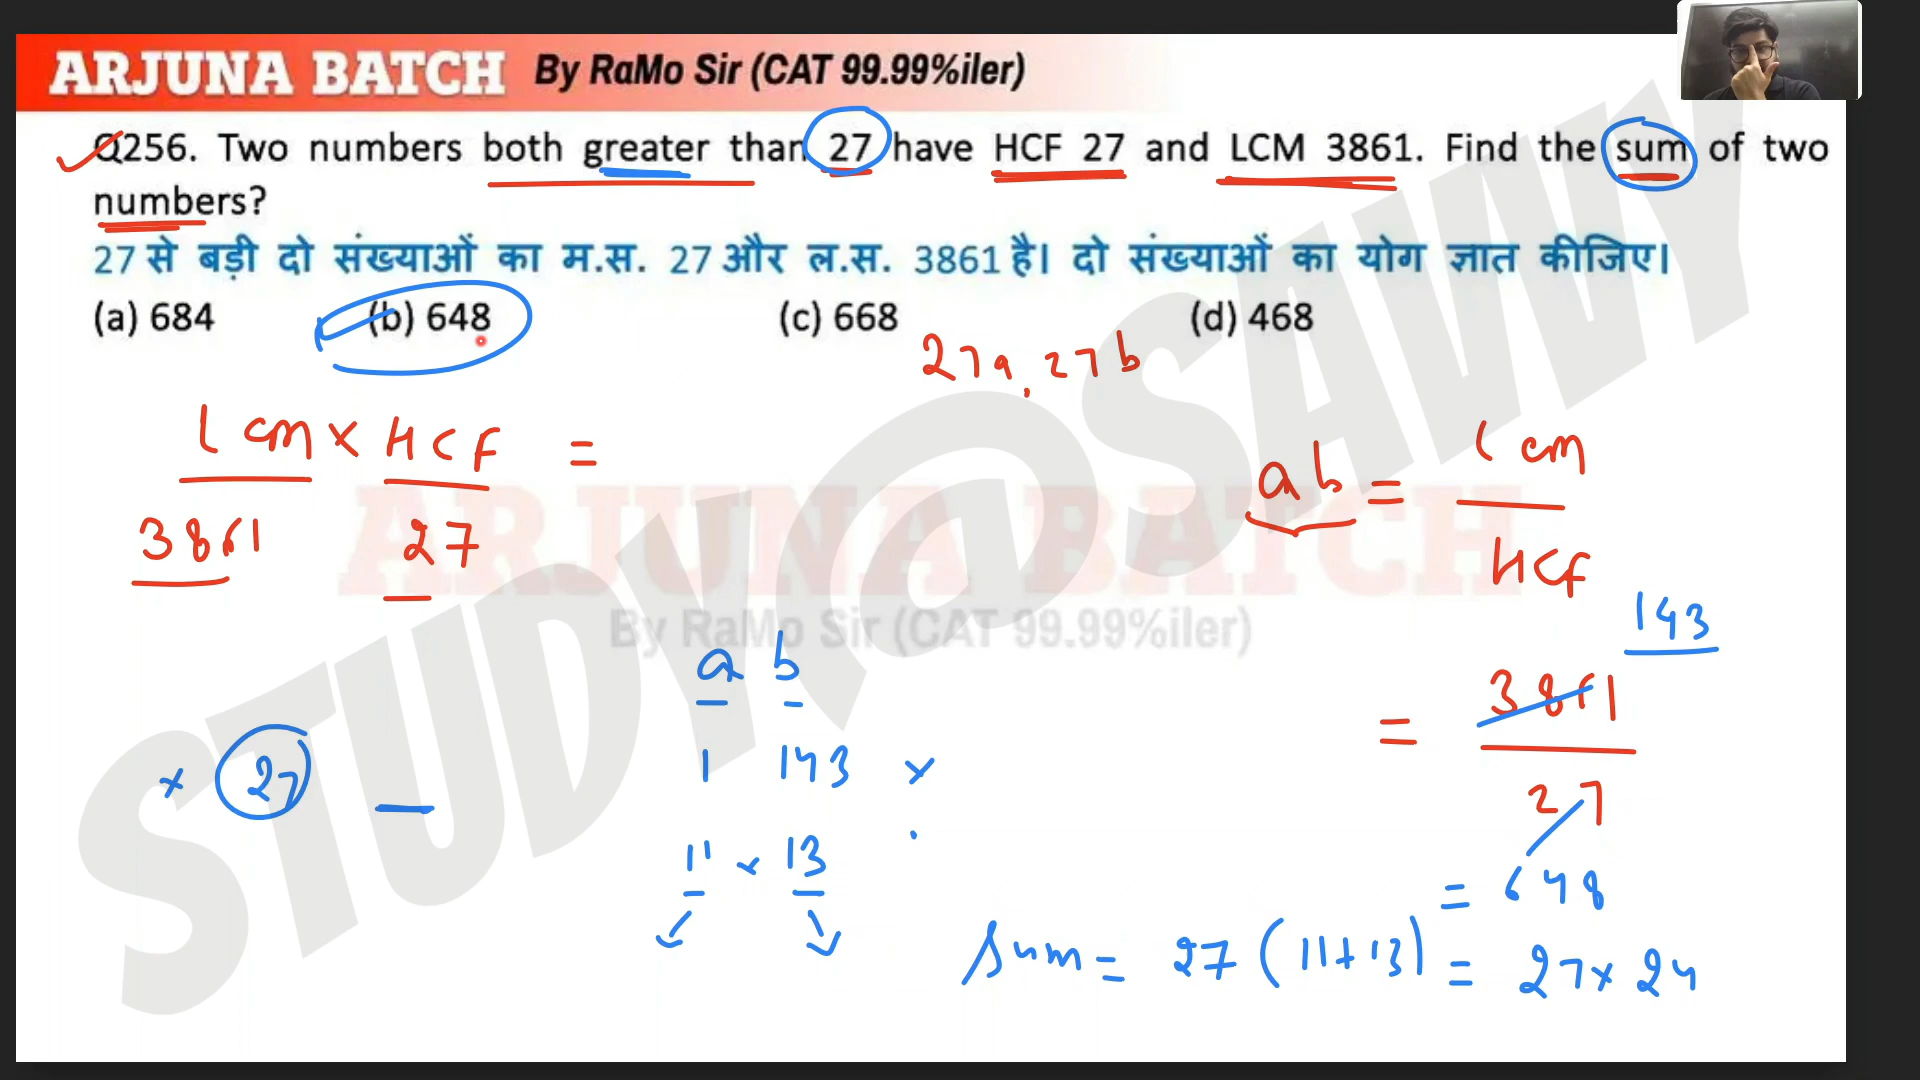 ARJUNA BATCH By RaMo Sir (CAT 99.99%iler)
Q256. Two numbers both greater than 27 have HCF 27 and LCM 3861. Find the sum of two
numbers?
27 से बड़ी दो संख्याओं का म.स. 27 और ल.स. 3861 है। दो संख्याओं का योग ज्ञात कीजिए।
(a) 684 (b) 648 (c) 668 (d) 468
27a, 27b
LCM x HCF =
3861 27
ab = LCM
HCF
ARJUNA BATCH
By RaMo Sir (CAT 99.99%iler)
STUDY@SAVVY
143
a b
= 3861
27
1 143 x
x 27
11 x 13
= 648
Sum = 27 (11+13) = 27 x 24